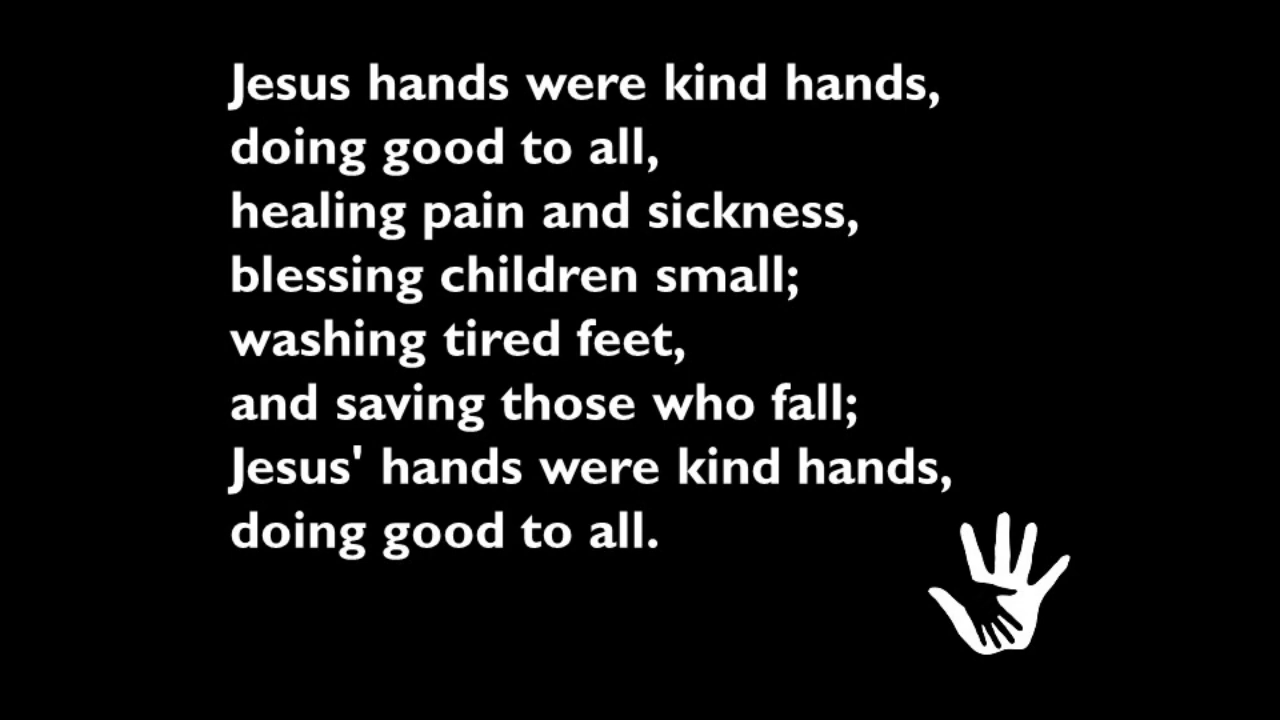 Jesus hands were kind hands,
doing good to all,
healing pain and sickness,
blessing children small;
washing tired feet,
and saving those who fall;
Jesus' hands were kind hands,
doing good to all.